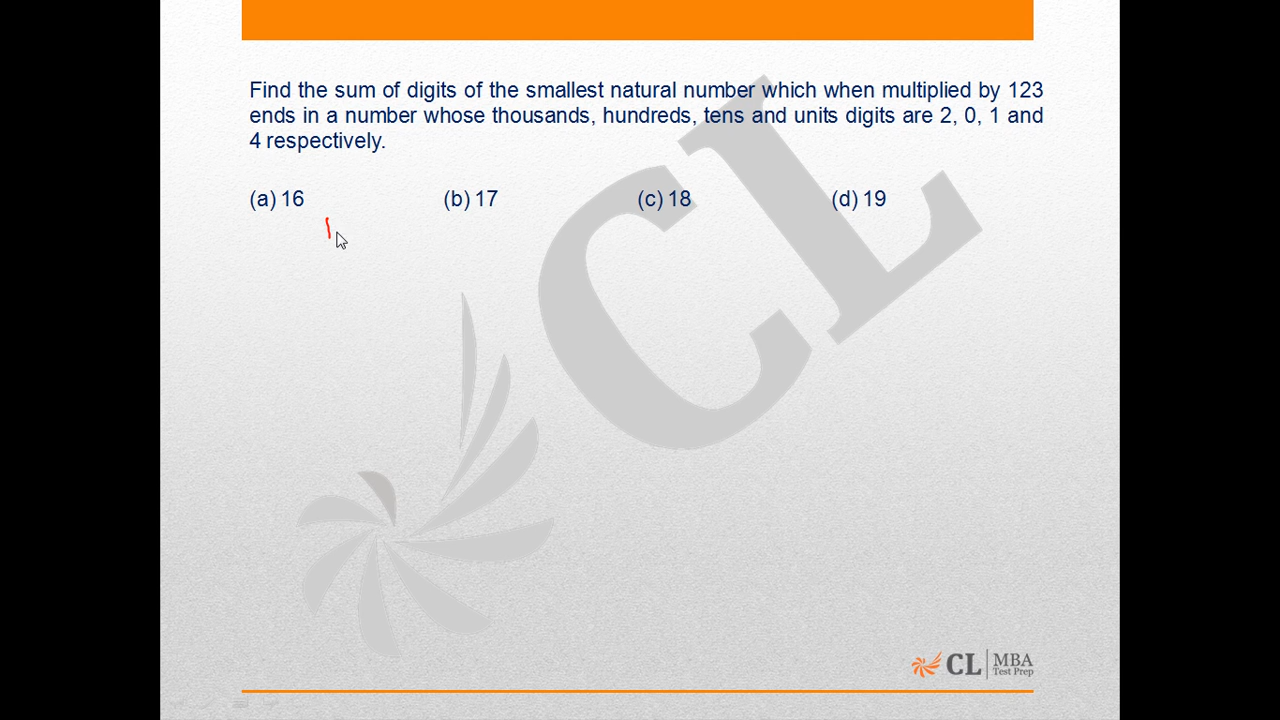 Find the sum of digits of the smallest natural number which when multiplied by 123
ends in a number whose thousands, hundreds, tens and units digits are 2, 0, 1 and
4 respectively.
(a) 16 (b) 17 (c) 18 (d) 19
CL
CL MBA
Test Prep